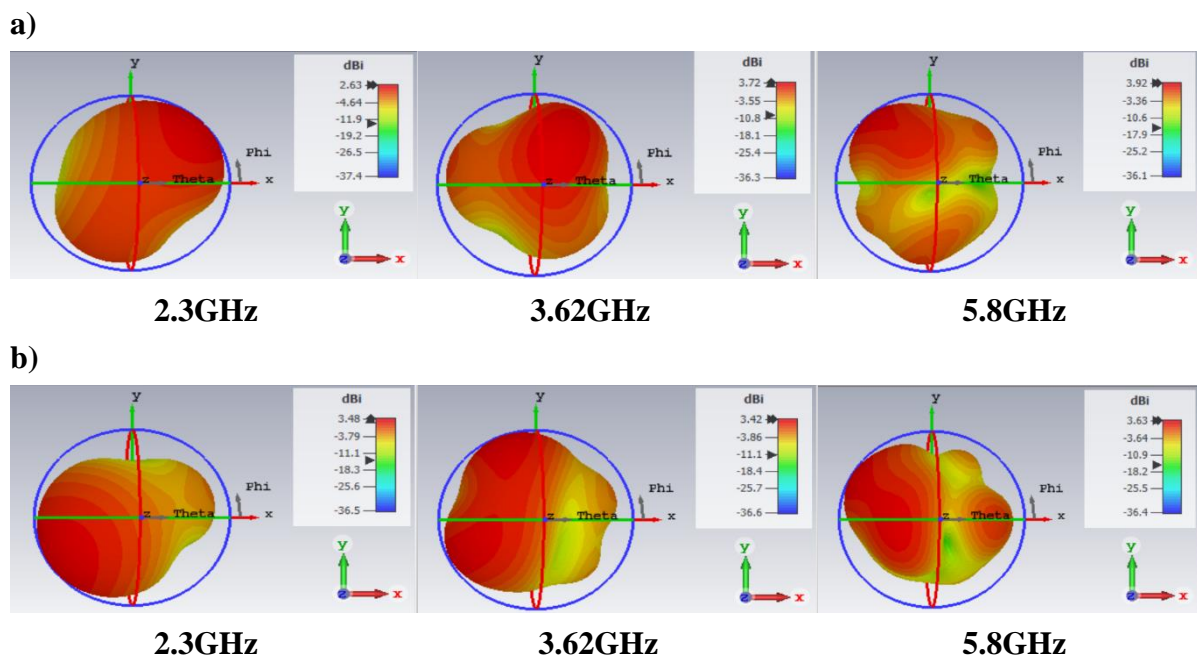 a)
y
dBi
2.63
-4.64
-11.9
-19.2
-26.5
-37.4
Phi
z
Theta
x
y
z
x
2.3GHz
y
dBi
3.72
-3.55
-10.8
-18.1
-25.4
-36.3
Phi
z
Theta
x
y
z
x
3.62GHz
y
dBi
3.92
-3.36
-10.6
-17.9
-25.2
-36.1
Phi
z
Theta
x
y
z
x
5.8GHz
b)
y
dBi
3.48
-3.79
-11.1
-18.3
-25.6
-36.5
Phi
z
Theta
x
y
z
x
2.3GHz
y
dBi
3.42
-3.86
-11.1
-18.4
-25.7
-36.6
Phi
z
Theta
x
y
z
x
3.62GHz
y
dBi
3.63
-3.64
-10.9
-18.2
-25.5
-36.4
Phi
z
Theta
x
y
z
x
5.8GHz